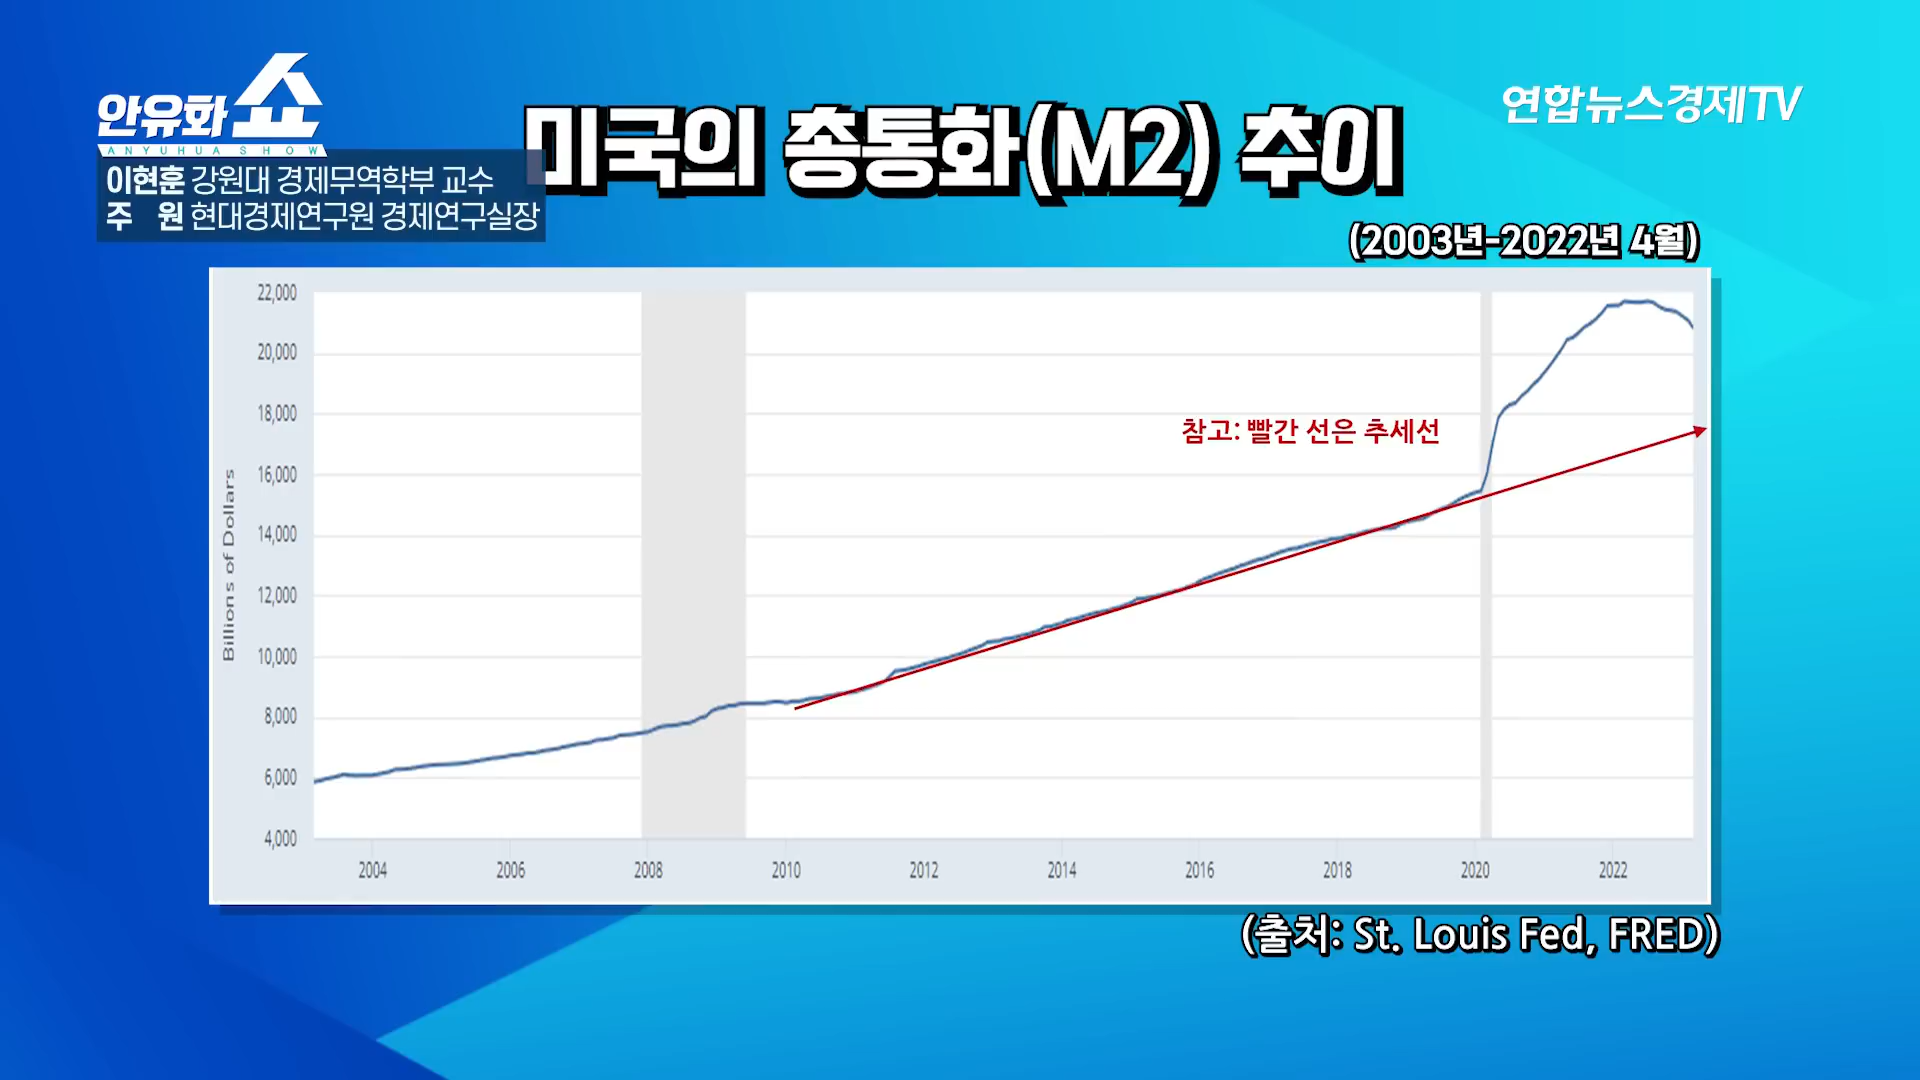 안유화쇼
ANYUHUA SHOW
연합뉴스경제TV
미국의 총통화(M2) 추이
이현훈 강원대 경제무역학부 교수
주 원 현대경제연구원 경제연구실장
(2003년-2022년 4월)
22,000
20,000
18,000
16,000
14,000
12,000
10,000
8,000
6,000
4,000
Billions of Dollars
참고: 빨간 선은 추세선
2004 2006 2008 2010 2012 2014 2016 2018 2020 2022
(출처: St. Louis Fed, FRED)